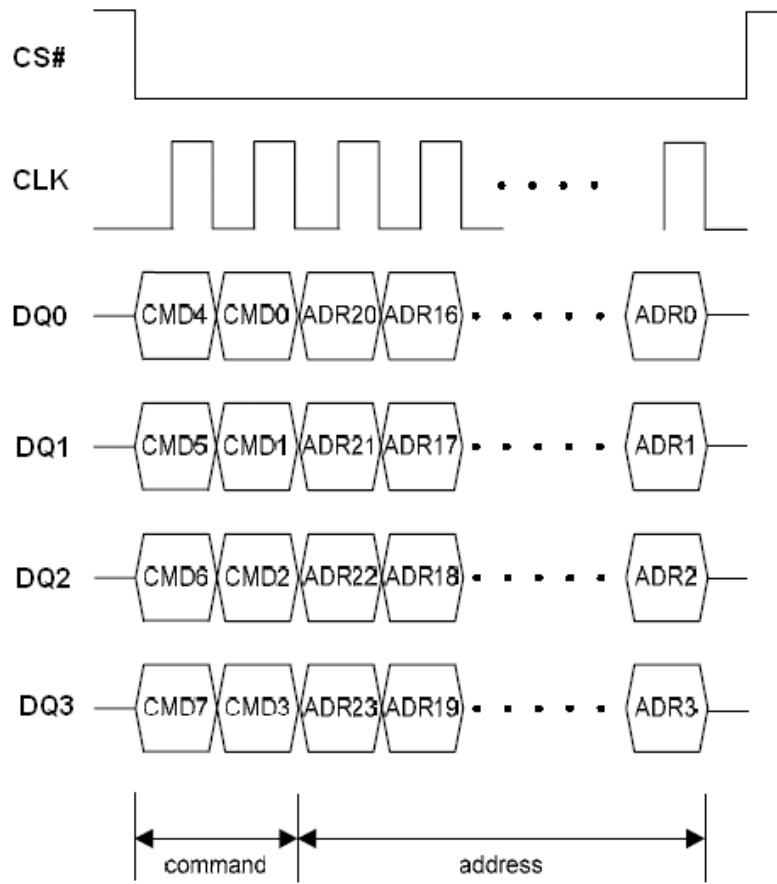 CS#
CLK
DQ0 CMD4 CMD0 ADR20 ADR16 ADR0
DQ1 CMD5 CMD1 ADR21 ADR17 ADR1
DQ2 CMD6 CMD2 ADR22 ADR18 ADR2
DQ3 CMD7 CMD3 ADR23 ADR19 ADR3
command address